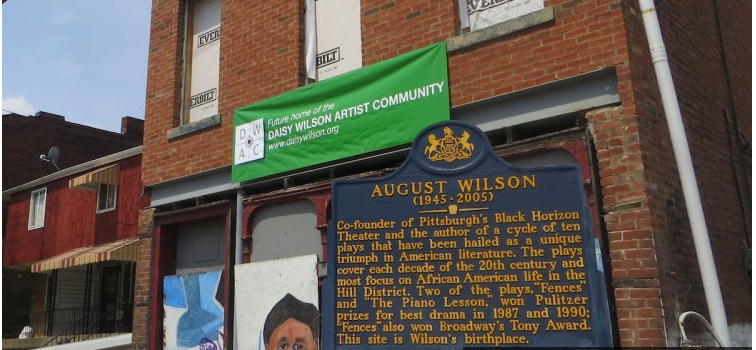 EVERBILT
EVERBILT
EVERBILT
EVERBILT
Future home of the
DAISY WILSON ARTIST COMMUNITY
www.daisywilson.org
D W
A C
AUGUST WILSON
(1945-2005)
Co-founder of Pittsburgh's Black Horizon
Theater and the author of a cycle of ten
plays that have been hailed as a unique
triumph in American literature. The plays
cover each decade of the 20th century and
most focus on African American life in the
Hill District. Two of the plays, "Fences"
and "The Piano Lesson," won Pulitzer
prizes for best drama in 1987 and 1990;
"Fences" also won Broadway's Tony Award.
This site is Wilson's birthplace.